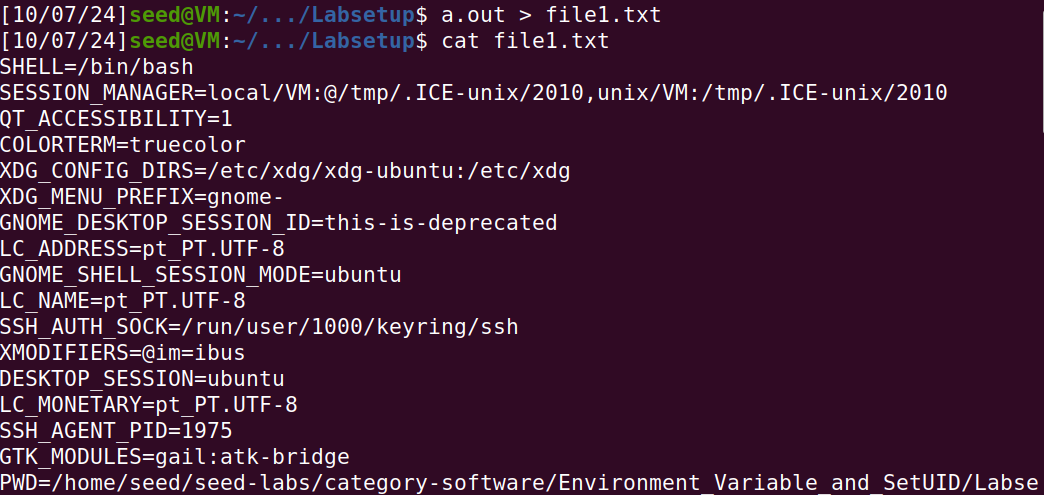 [10/07/24]seed@VM:~/.../Labsetup$ a.out > file1.txt
[10/07/24]seed@VM:~/.../Labsetup$ cat file1.txt
SHELL=/bin/bash
SESSION_MANAGER=local/VM:@/tmp/.ICE-unix/2010,unix/VM:/tmp/.ICE-unix/2010
QT_ACCESSIBILITY=1
COLORTERM=truecolor
XDG_CONFIG_DIRS=/etc/xdg/xdg-ubuntu:/etc/xdg
XDG_MENU_PREFIX=gnome-
GNOME_DESKTOP_SESSION_ID=this-is-deprecated
LC_ADDRESS=pt_PT.UTF-8
GNOME_SHELL_SESSION_MODE=ubuntu
LC_NAME=pt_PT.UTF-8
SSH_AUTH_SOCK=/run/user/1000/keyring/ssh
XMODIFIERS=@im=ibus
DESKTOP_SESSION=ubuntu
LC_MONETARY=pt_PT.UTF-8
SSH_AGENT_PID=1975
GTK_MODULES=gail:atk-bridge
PWD=/home/seed/seed-labs/category-software/Environment_Variable_and_SetUID/Labse